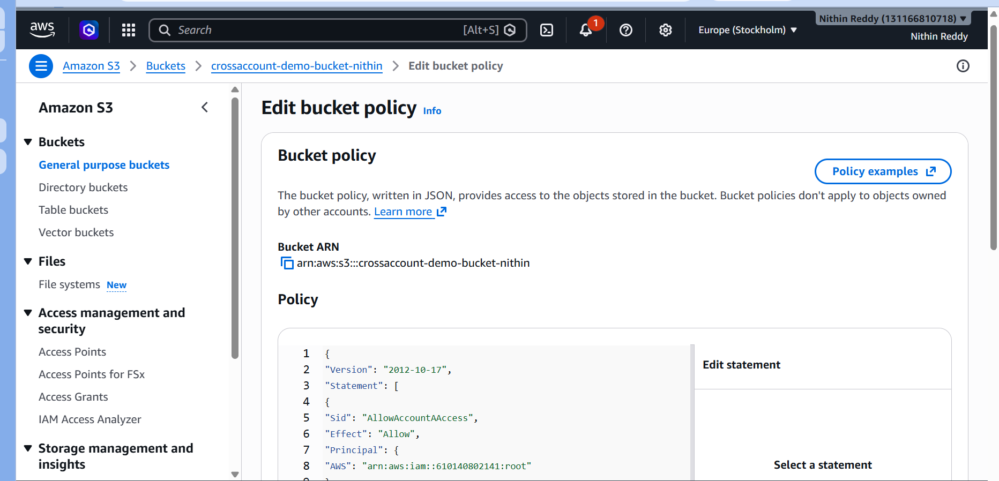 aws
Search
[Alt+S]
1
Europe (Stockholm)
Nithin Reddy (131166810718)
Nithin Reddy
Amazon S3
Buckets
crossaccount-demo-bucket-nithin
Edit bucket policy
Amazon S3
Buckets
General purpose buckets
Directory buckets
Table buckets
Vector buckets
Files
File systems New
Access management and
security
Access Points
Access Points for FSx
Access Grants
IAM Access Analyzer
Storage management and
insights
Edit bucket policy Info
Bucket policy
Policy examples
The bucket policy, written in JSON, provides access to the objects stored in the bucket. Bucket policies don't apply to objects owned
by other accounts. Learn more
Bucket ARN
arn:aws:s3:::crossaccount-demo-bucket-nithin
Policy
1 {
2 "Version": "2012-10-17",
3 "Statement": [
4 {
5 "Sid": "AllowAccountAAccess",
6 "Effect": "Allow",
7 "Principal": {
8 "AWS": "arn:aws:iam::610140802141:root"
Edit statement
Select a statement